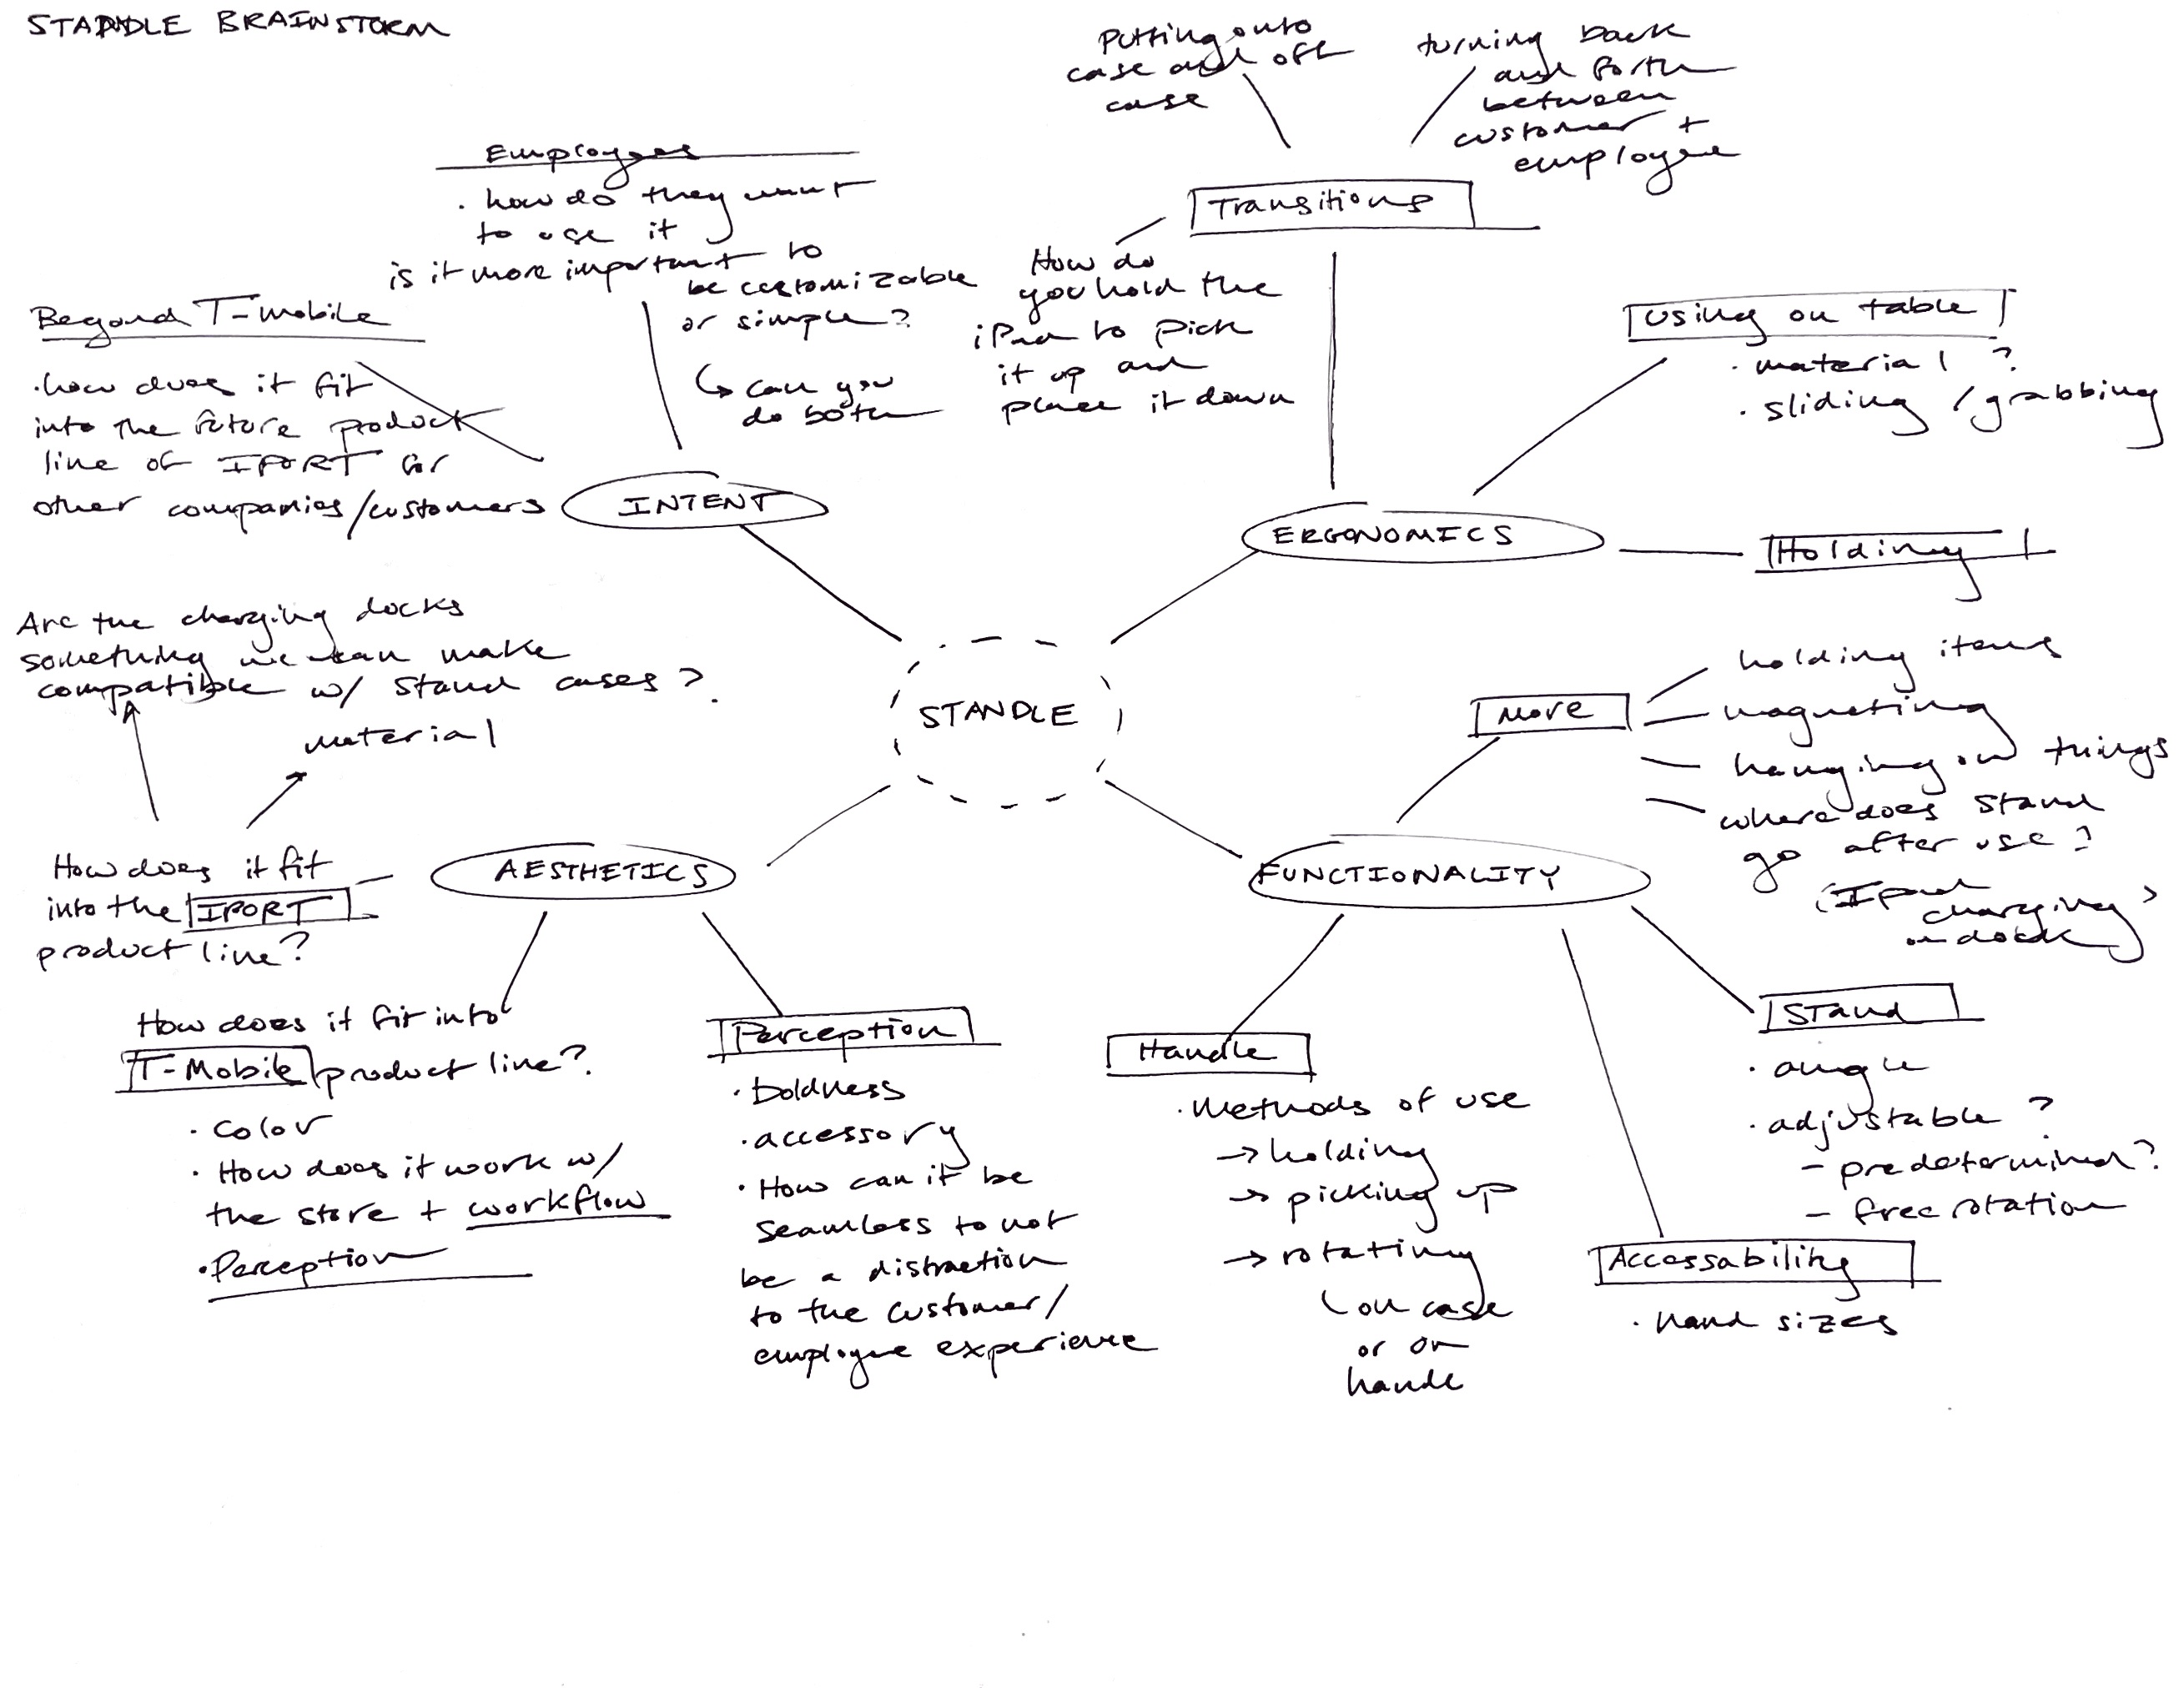 STANDLE BRAINSTORM
Putting onto
case and off
case
turning back
and forth
between
customer +
employee
Employees
. how do they want
to use it
is it more important to
be customizable
or simple?
↳ can you
do both
Transitions
How do
you hold the
iPad to pick
it up and
place it down
Using on table
. material ?
. sliding / grabbing
Beyond T-mobile
. how does it fit
into the future product
line of IPORT for
other companies/customers
INTENT
ERGONOMICS
Holding
Are the charging docks
something we can make
compatible w/ stand cases?
material
STANDLE
More
holding items
magneting
hanging on things
where does stand
go after use?
(Ipad
charging
on dock)
How does it fit
into the IPORT
product line?
AESTHETICS
FUNCTIONALITY
How does it fit into
T-Mobile product line?
. color
. How does it work w/
the store + workflow
. Perception
Perception
. Boldness
. accessory
. How can it be
seamless to not
be a distraction
to the customer/
employee experience
Handle
. Methods of use
→ holding
→ picking up
→ rotating
(on case
or on
handle
Stand
. angle
. adjustable?
- predetermined?
- free rotation
Accessability
. hand sizes